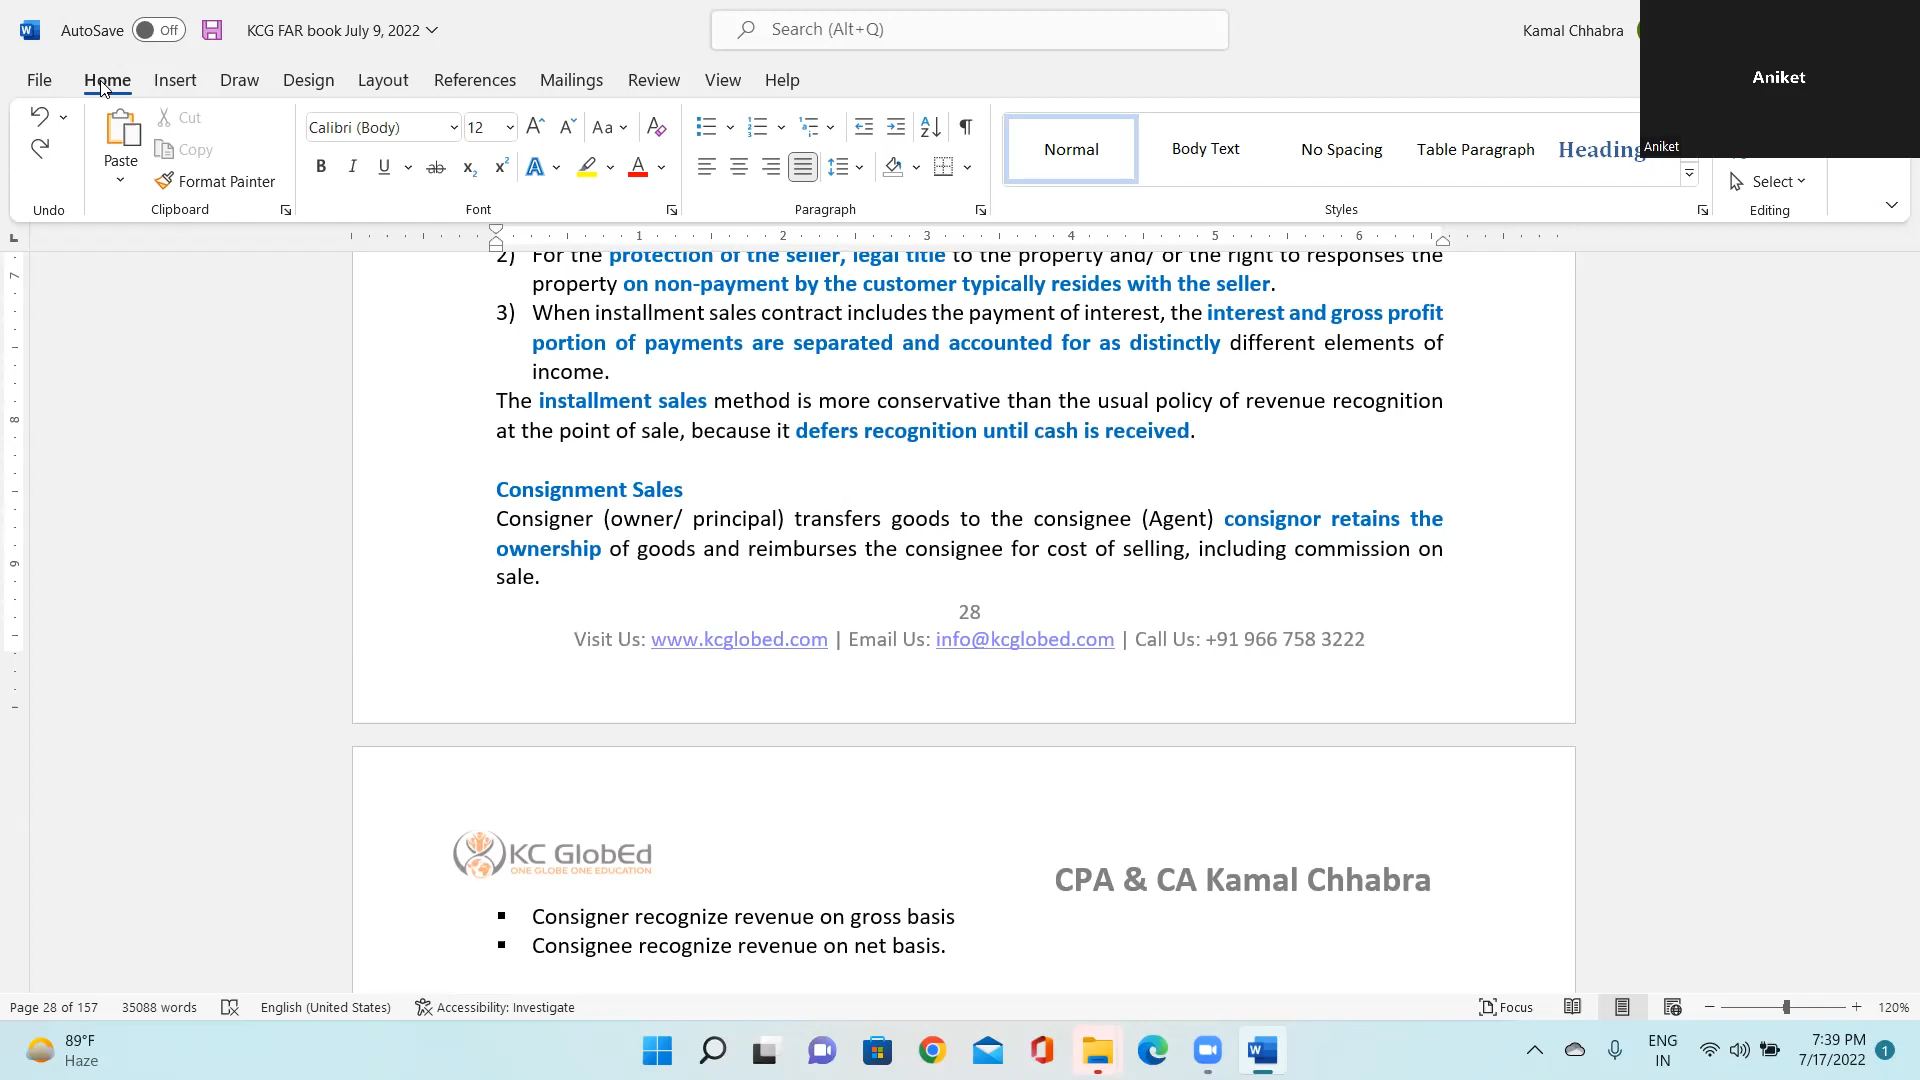 AutoSave Off KCG FAR book July 9, 2022 Search (Alt+Q) Kamal Chhabra
Aniket
File Home Insert Draw Design Layout References Mailings Review View Help
Paste Cut Copy Format Painter
Calibri (Body) 12 Aa
Normal Body Text No Spacing Table Paragraph Heading Aniket
Select
Undo Clipboard Font Paragraph Styles Editing
1 2 3 4 5 6
7
8
9
2) For the protection of the seller, legal title to the property and/ or the right to responses the
property on non-payment by the customer typically resides with the seller.
3) When installment sales contract includes the payment of interest, the interest and gross profit
portion of payments are separated and accounted for as distinctly different elements of
income.
The installment sales method is more conservative than the usual policy of revenue recognition
at the point of sale, because it defers recognition until cash is received.
Consignment Sales
Consigner (owner/ principal) transfers goods to the consignee (Agent) consignor retains the
ownership of goods and reimburses the consignee for cost of selling, including commission on
sale.
28
Visit Us: www.kcglobed.com | Email Us: info@kcglobed.com | Call Us: +91 966 758 3222
KC GlobEd
ONE GLOBE ONE EDUCATION
CPA & CA Kamal Chhabra
▪ Consigner recognize revenue on gross basis
▪ Consignee recognize revenue on net basis.
Page 28 of 157 35088 words English (United States) Accessibility: Investigate Focus 120%
89°F
Haze
ENG
IN
7:39 PM
7/17/2022
1